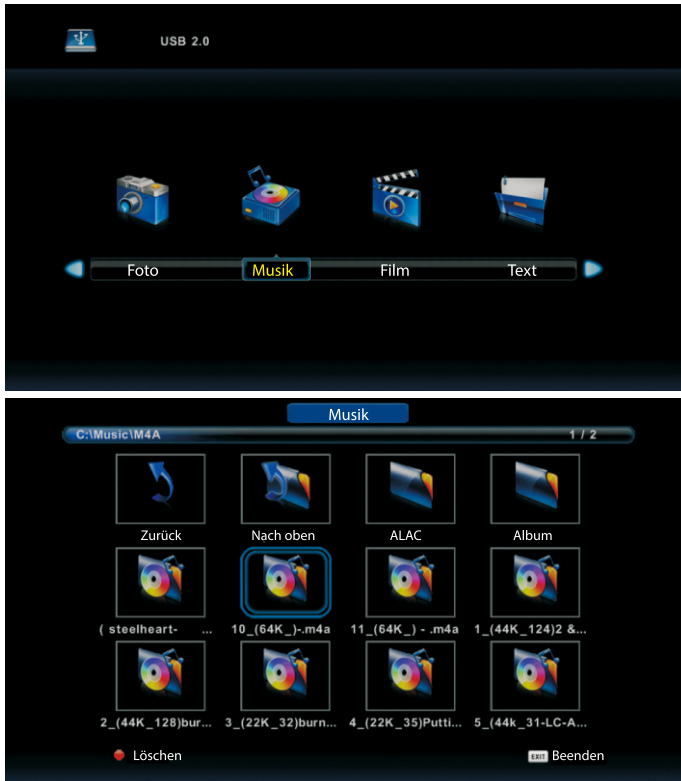 USB 2.0
Foto Musik Film Text
Musik
C:\Music\M4A 1 / 2
Zurück Nach oben ALAC Album
( steelheart- ... 10_(64K_)-.m4a 11_(64K_) - .m4a 1_(44K_124)2 &...
2_(44K_128)bur... 3_(22K_32)burn... 4_(22K_35)Putti... 5_(44k_31-LC-A...
Löschen EXIT Beenden